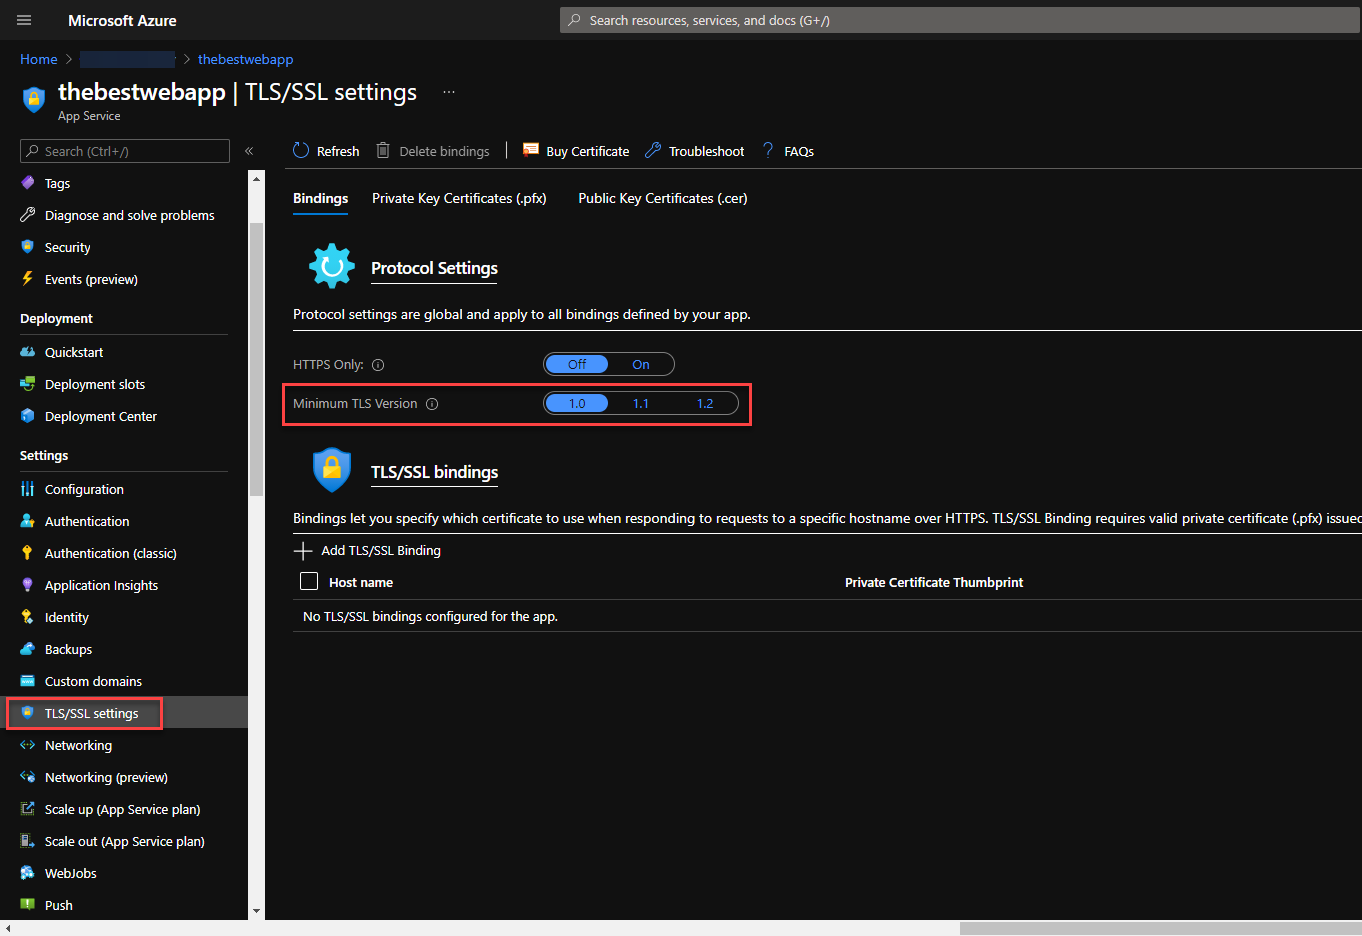 Microsoft Azure
Search resources, services, and docs (G+/)
Home > > thebestwebapp
thebestwebapp | TLS/SSL settings ...
App Service
Search (Ctrl+/)
«
Tags
Diagnose and solve problems
Security
Events (preview)
Deployment
Quickstart
Deployment slots
Deployment Center
Settings
Configuration
Authentication
Authentication (classic)
Application Insights
Identity
Backups
Custom domains
TLS/SSL settings
Networking
Networking (preview)
Scale up (App Service plan)
Scale out (App Service plan)
WebJobs
Push
Refresh Delete bindings | Buy Certificate Troubleshoot ? FAQs
Bindings Private Key Certificates (.pfx) Public Key Certificates (.cer)
Protocol Settings
Protocol settings are global and apply to all bindings defined by your app.
HTTPS Only: Off On
Minimum TLS Version 1.0 1.1 1.2
TLS/SSL bindings
Bindings let you specify which certificate to use when responding to requests to a specific hostname over HTTPS. TLS/SSL Binding requires valid private certificate (.pfx) issued
Add TLS/SSL Binding
Host name Private Certificate Thumbprint
No TLS/SSL bindings configured for the app.